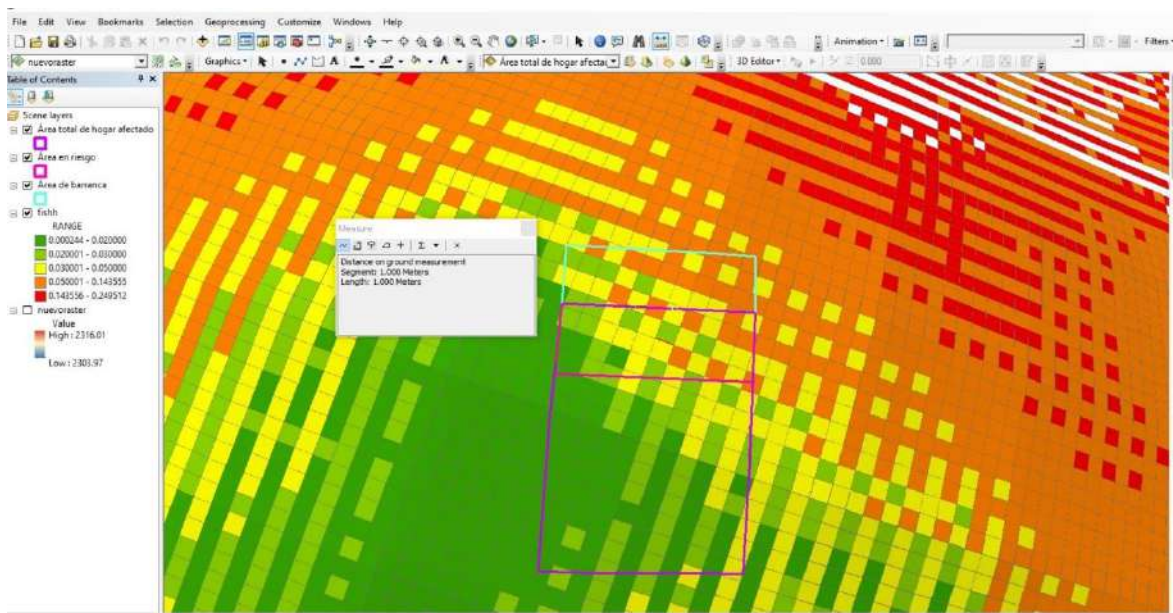 File Edit View Bookmarks Selection Geoprocessing Customize Windows Help
Animation Filters
nuevoraster Graphics A A Área total de hogar afectac 3D Editor 0.000
Table of Contents
Scene layers
Área total de hogar afectado
Área en riesgo
Área de barranca
fishh
RANGE
0.000244 - 0.020000
0.020001 - 0.030000
0.030001 - 0.050000
0.050001 - 0.143555
0.143556 - 0.249512
nuevoraster
Value
High : 2316.01
Low : 2303.97
Measure
Distance on ground measurement
Segment: 1.000 Meters
Length: 1.000 Meters